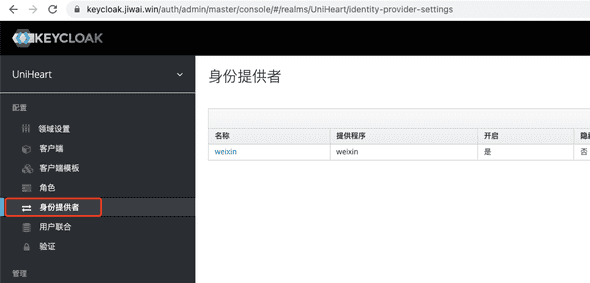 keycloak.jiwai.win/auth/admin/master/console/#/realms/UniHeart/identity-provider-settings
KEYCLOAK
UniHeart
配置
领域设置
客户端
客户端模板
角色
身份提供者
用户联合
验证
管理
身份提供者
名称 提供程序 开启 隐
weixin weixin 是 否